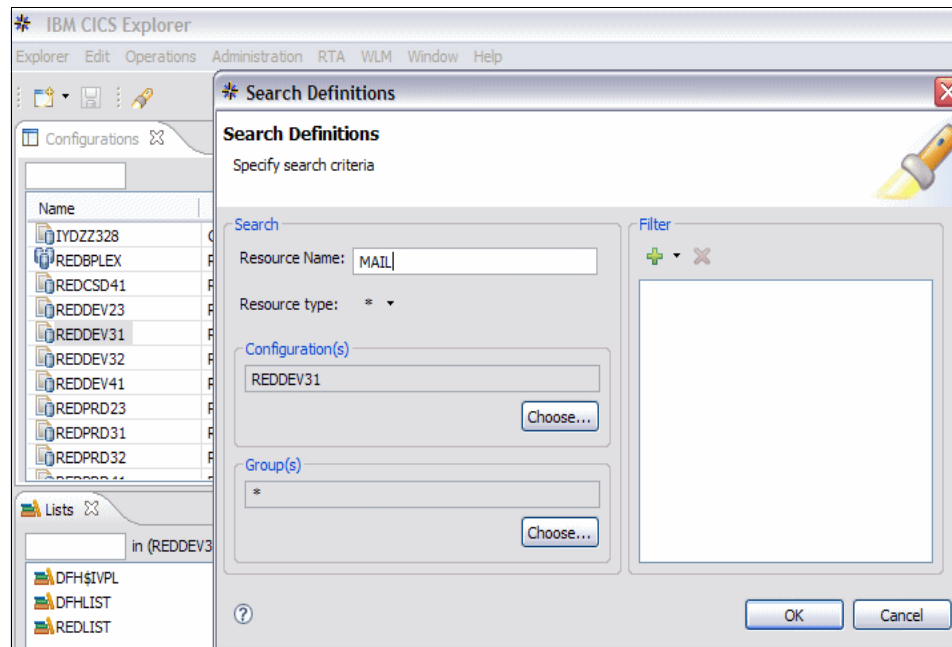 IBM CICS Explorer
Explorer Edit Operations Administration RTA WLM Window Help
Search Definitions
Configurations
Search Definitions
Specify search criteria
Name
IYDZZ328
REDBPLEX
REDCSD41
REDDEV23
REDDEV31
REDDEV32
REDDEV41
REDPRD23
REDPRD31
REDPRD32
Search
Resource Name: MAIL
Resource type: *
Configuration(s)
REDDEV31
Choose...
Group(s)
*
Choose...
Filter
Lists
in (REDDEV3
DFH$IVPL
DFHLIST
REDLIST
?
OK Cancel